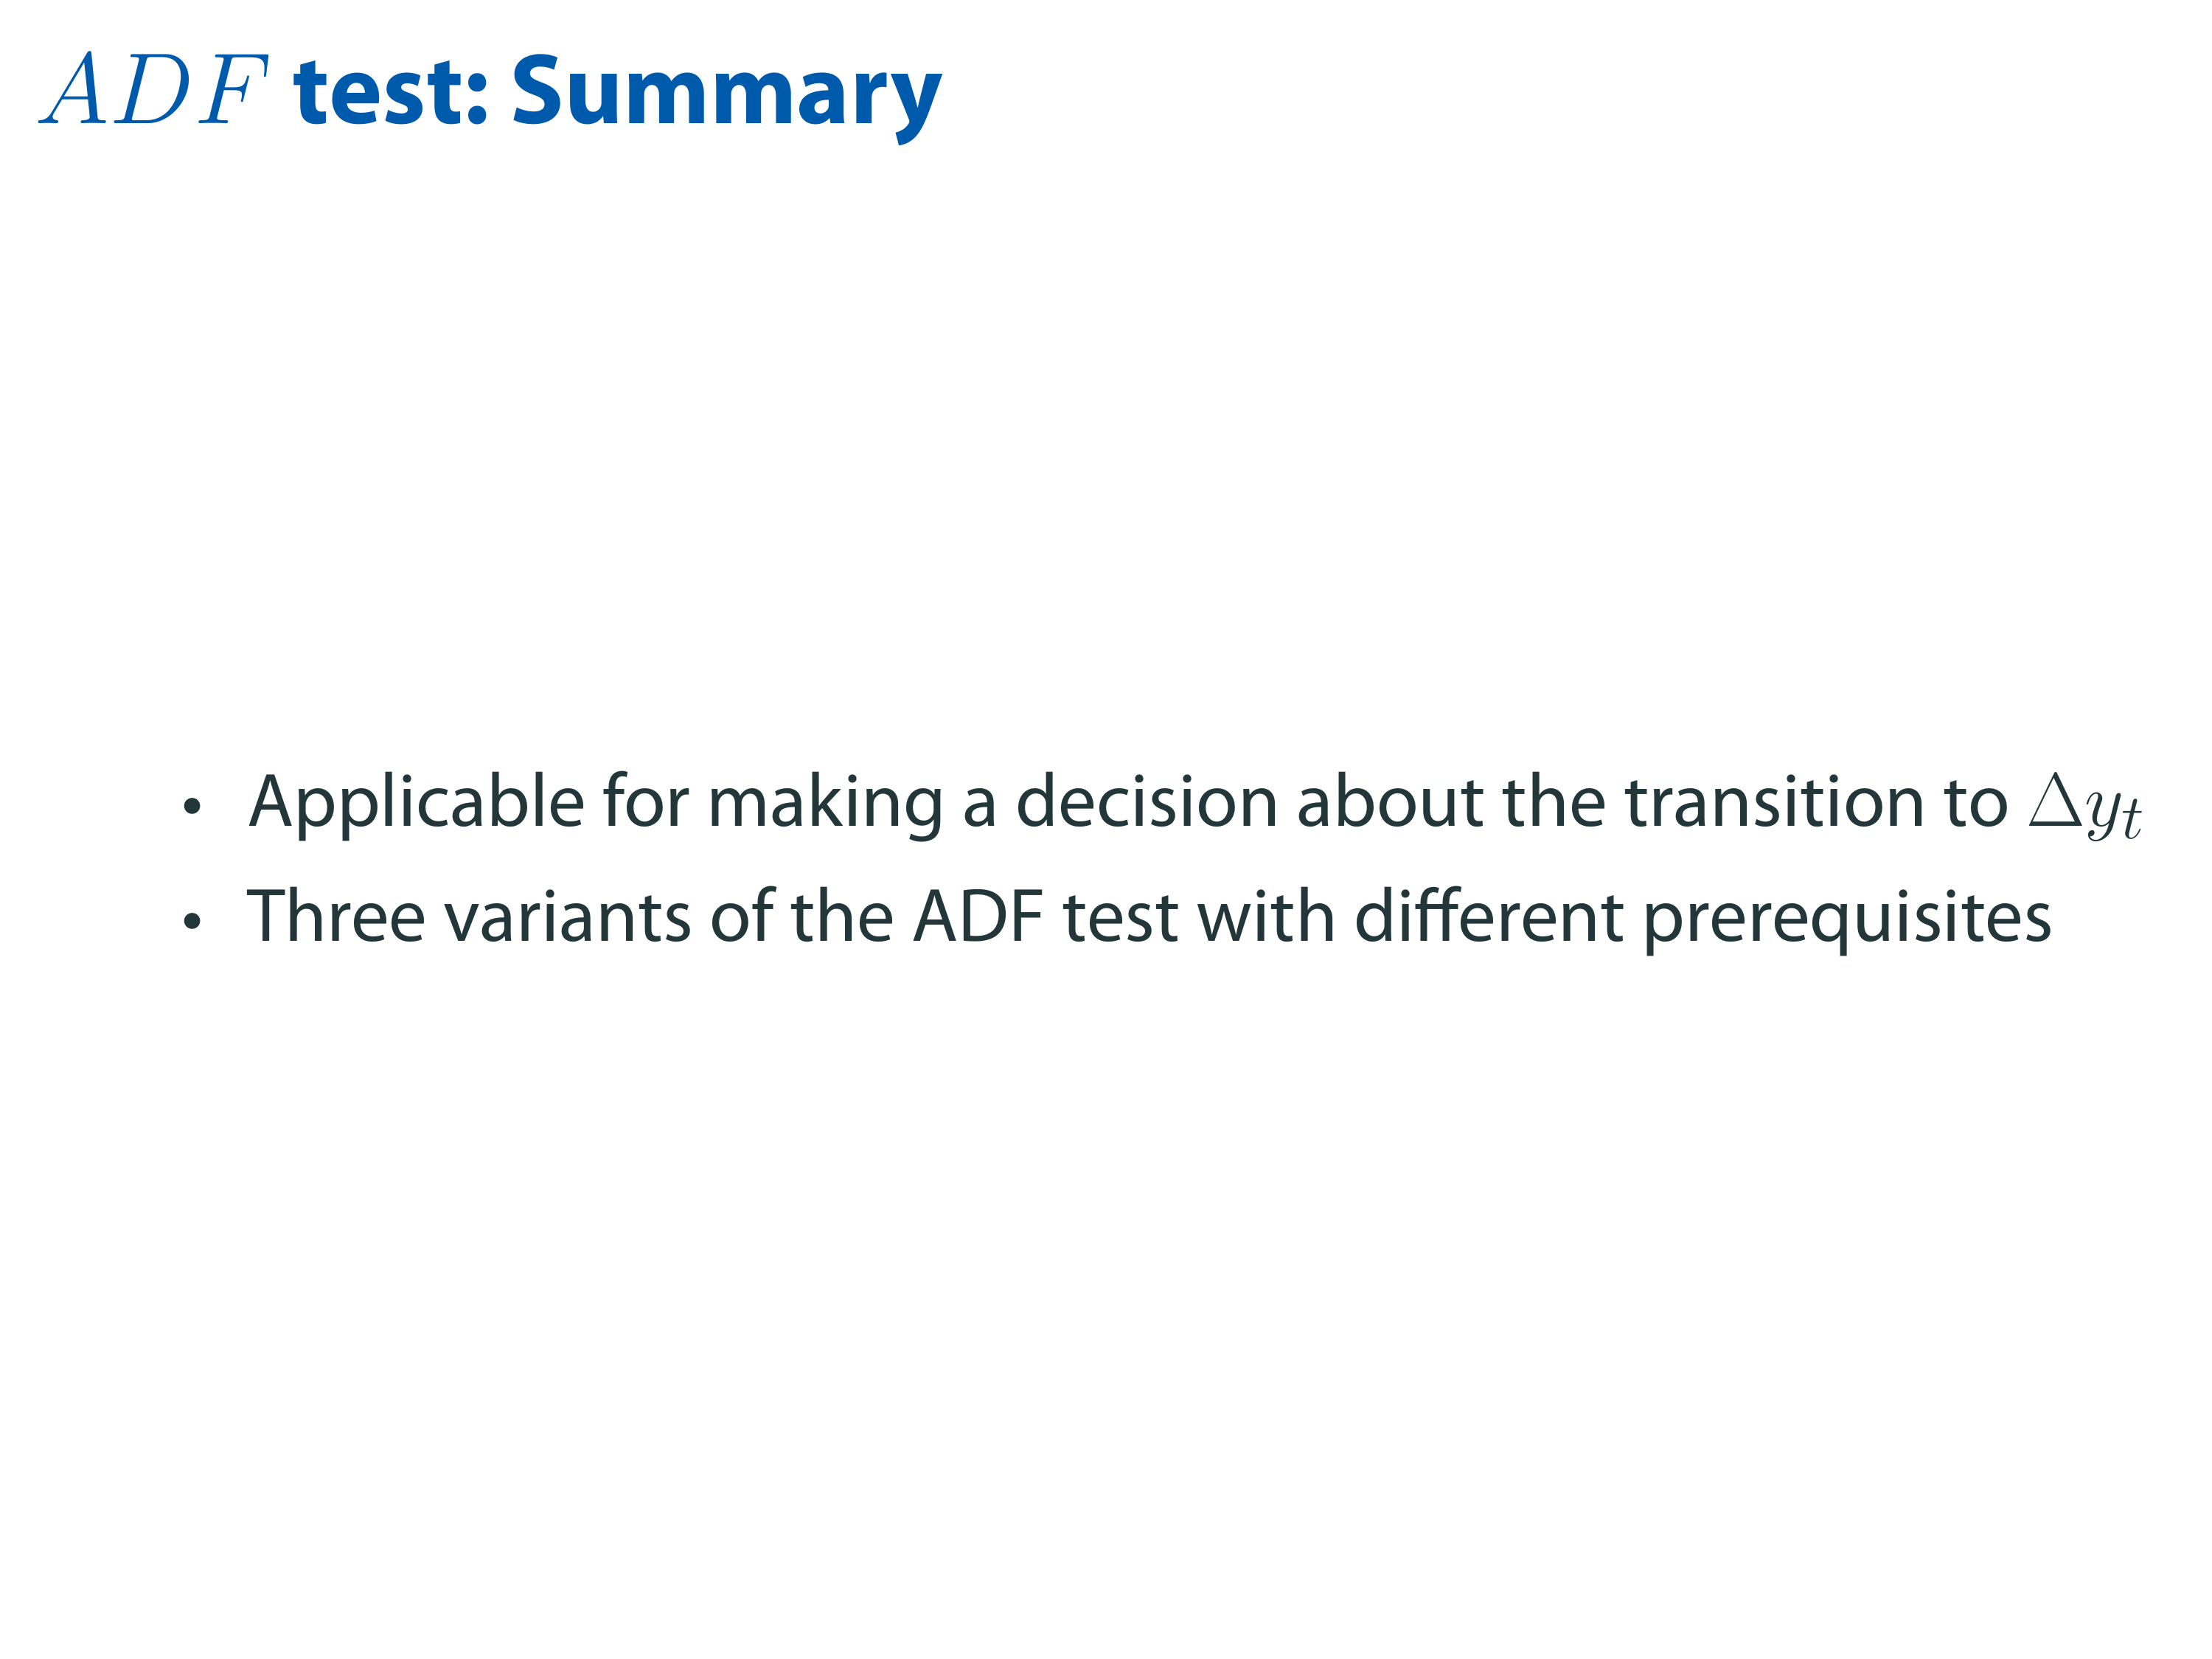 ADF test: Summary
• Applicable for making a decision about the transition to Δyₜ
• Three variants of the ADF test with different prerequisites